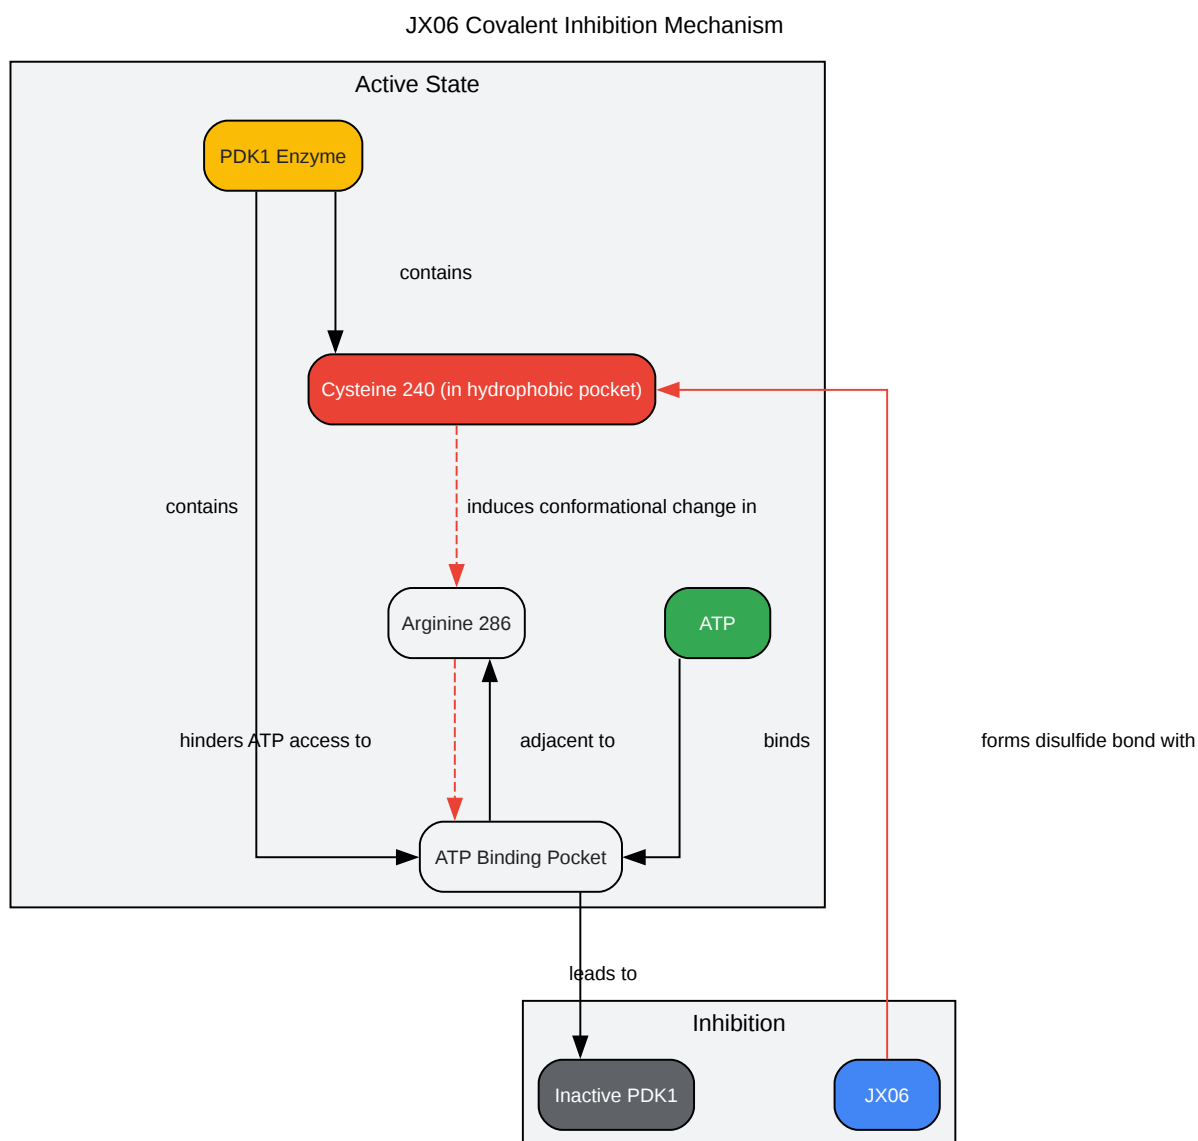 JX06 Covalent Inhibition Mechanism
Active State
PDK1 Enzyme
contains
Cysteine 240 (in hydrophobic pocket)
contains
induces conformational change in
Arginine 286
ATP
hinders ATP access to
adjacent to
binds
forms disulfide bond with
ATP Binding Pocket
leads to
Inhibition
Inactive PDK1
JX06